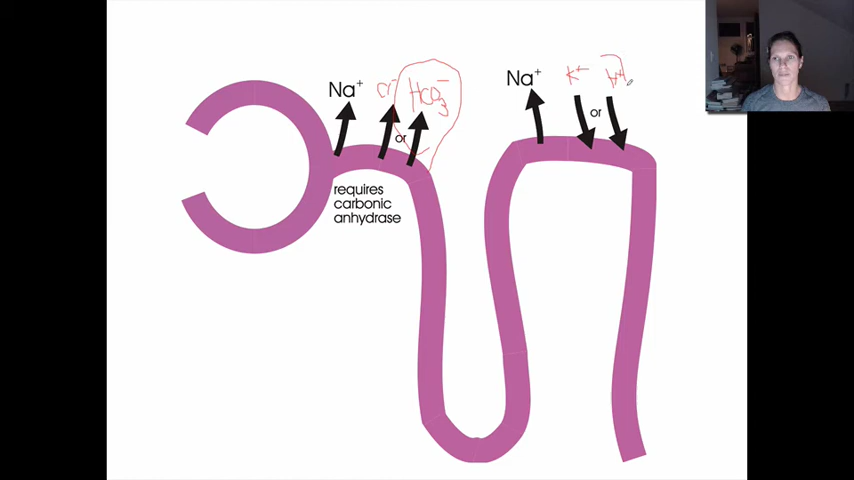 Na⁺ Cl⁻ HCO₃⁻
or
requires
carbonic
anhydrase
Na⁺ K⁺ H⁺
or